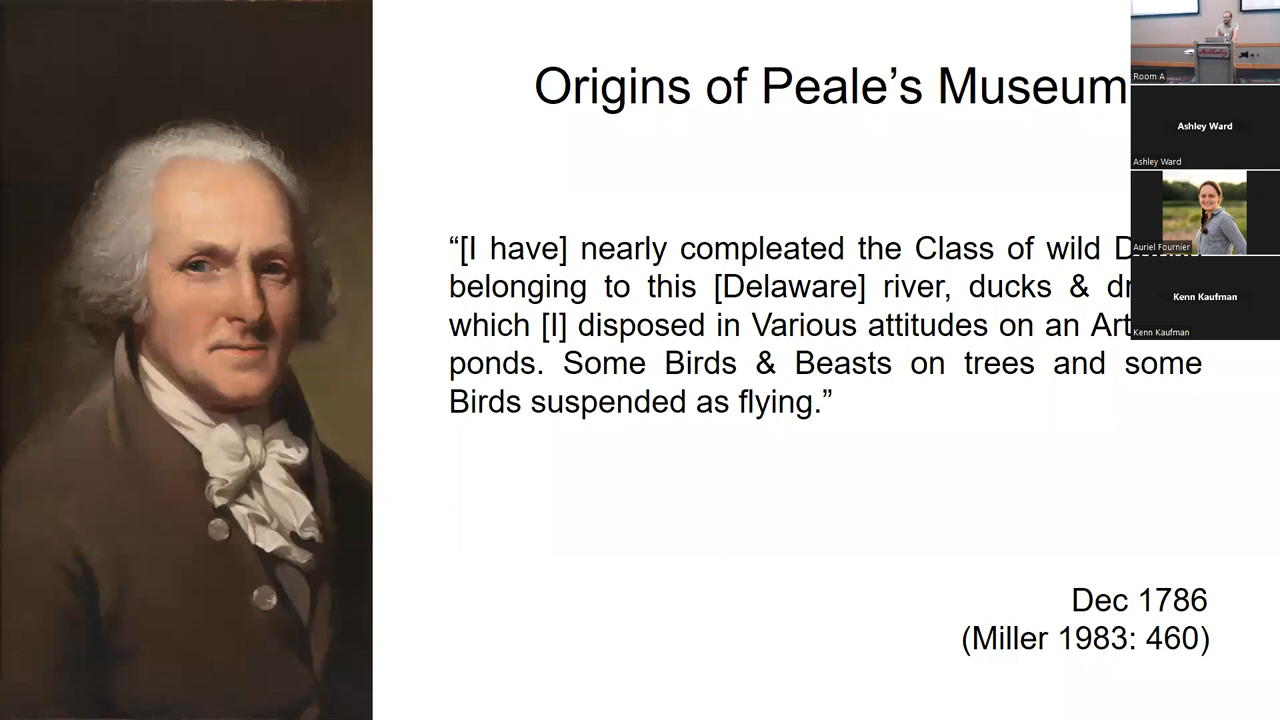 Origins of Peale’s Museum
“[I have] nearly compleated the Class of wild
belonging to this [Delaware] river, ducks &
which [I] disposed in Various attitudes on an
ponds. Some Birds & Beasts on trees and some
Birds suspended as flying.”
Dec 1786
(Miller 1983: 460)
Room A
Ashley Ward
Ashley Ward
Auriel Fournier
Kenn Kaufman
Kenn Kaufman